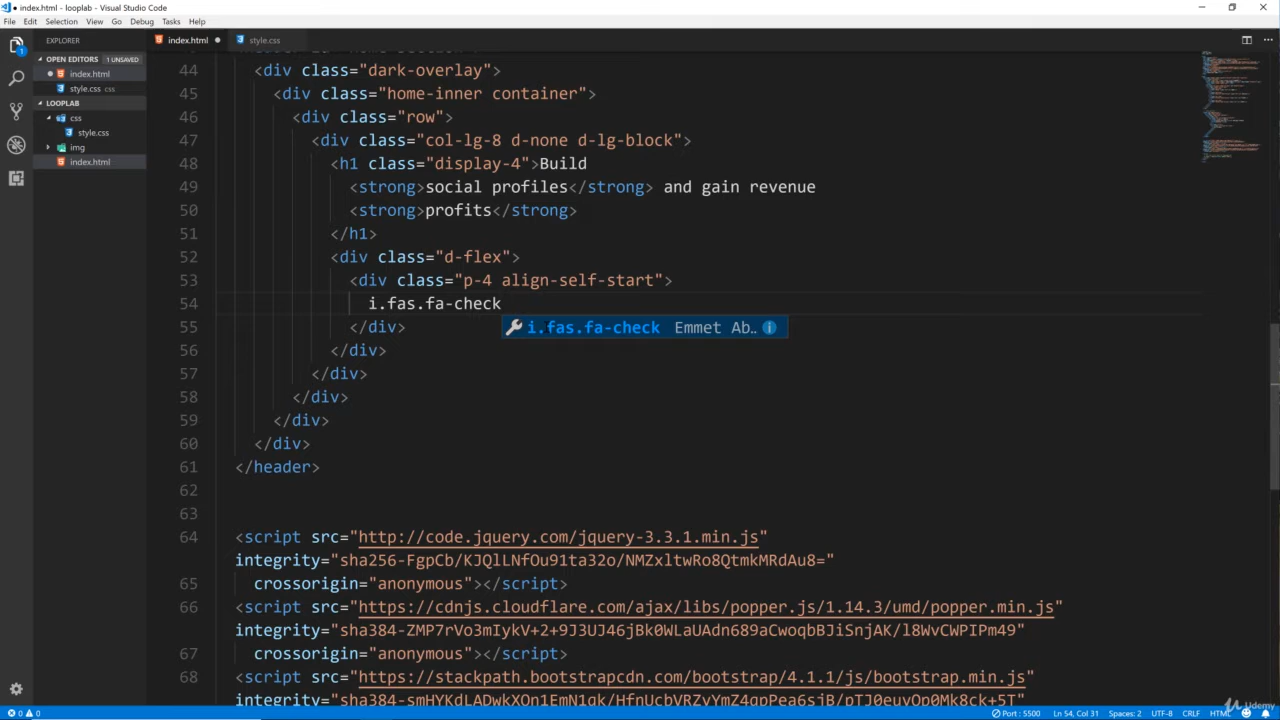 index.html - looplab - Visual Studio Code
File Edit Selection View Go Debug Tasks Help
EXPLORER
index.html
style.css
OPEN EDITORS 1 UNSAVED
index.html
style.css css
LOOPLAB
css
style.css
img
index.html
1
44 <div class="dark-overlay">
45 <div class="home-inner container">
46 <div class="row">
47 <div class="col-lg-8 d-none d-lg-block">
48 <h1 class="display-4">Build
49 <strong>social profiles</strong> and gain revenue
50 <strong>profits</strong>
51 </h1>
52 <div class="d-flex">
53 <div class="p-4 align-self-start">
54 i.fas.fa-check
i.fas.fa-check Emmet Ab..
55 </div>
56 </div>
57 </div>
58 </div>
59 </div>
60 </div>
61 </header>
62
63
64 <script src="http://code.jquery.com/jquery-3.3.1.min.js"
integrity="sha256-FgpCb/KJQlLNfOu91ta32o/NMZxltwRo8QtmkMRdAu8="
65 crossorigin="anonymous"></script>
66 <script src="https://cdnjs.cloudflare.com/ajax/libs/popper.js/1.14.3/umd/popper.min.js"
integrity="sha384-ZMP7rVo3mIykV+2+9J3UJ46jBk0WLaUAdn689aCwoqbBJiSnjAK/l8WvCWPIPm49"
67 crossorigin="anonymous"></script>
68 <script src="https://stackpath.bootstrapcdn.com/bootstrap/4.1.1/js/bootstrap.min.js"
integrity="sha384-smHYKdLADwkXOn1EmN1qk/HfnUcbVRZyYmZ4qpPea6sjB/pTJ0euyQp0Mk8ck+5T"
0 0
Port : 5500 Ln 54, Col 31 Spaces: 2 UTF-8 CRLF HTML
Udemy